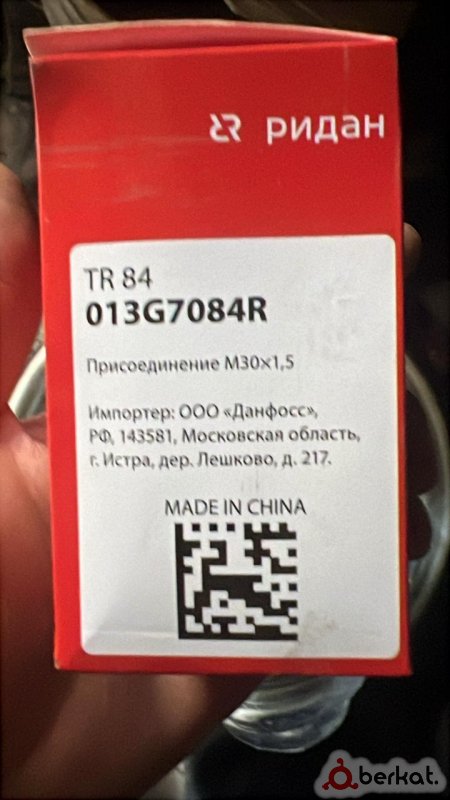 ридан
TR 84
013G7084R
Присоединение M30×1,5
Импортер: ООО «Данфосс»,
РФ, 143581, Московская область,
г. Истра, дер. Лешково, д. 217.
MADE IN CHINA
berkat.